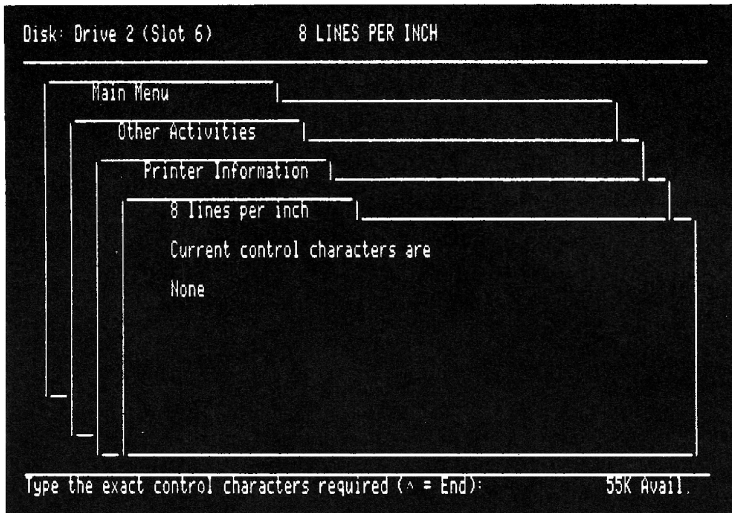 Disk: Drive 2 (Slot 6) 8 LINES PER INCH
Main Menu
Other Activities
Printer Information
8 lines per inch
Current control characters are
None
Type the exact control characters required (^ = End): 55K Avail.